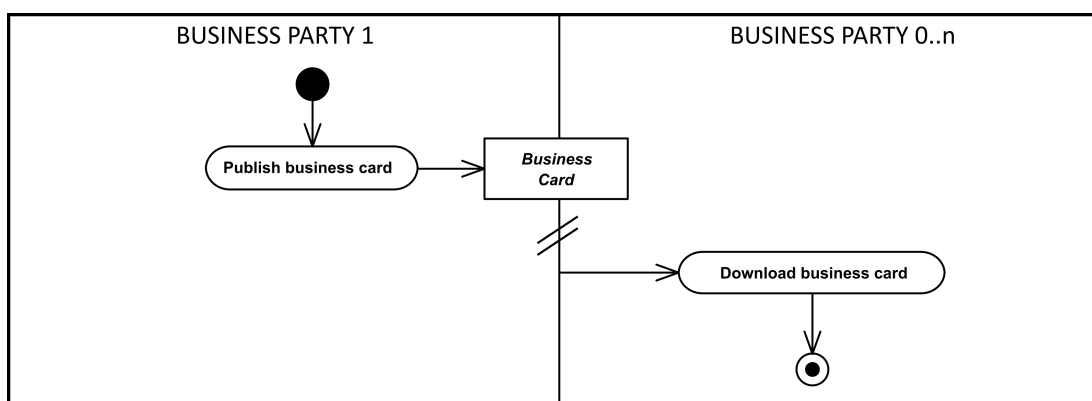 BUSINESS PARTY 1
BUSINESS PARTY 0..n
Publish business card
Business
Card
Download business card